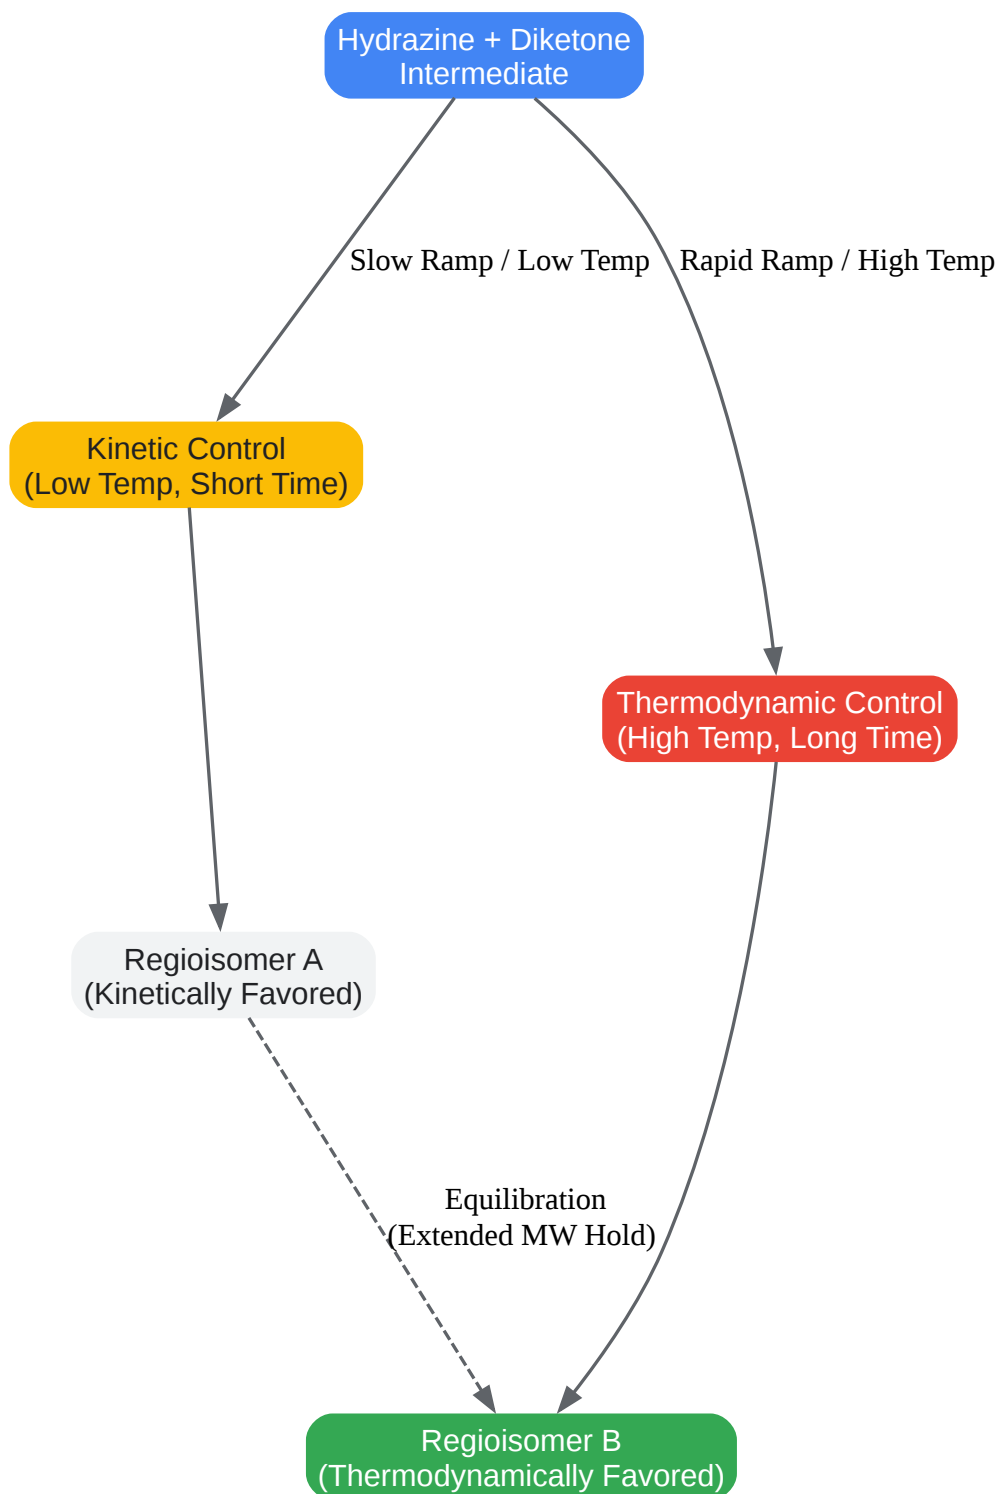 Hydrazine + Diketone
Intermediate
Slow Ramp / Low Temp
Rapid Ramp / High Temp
Kinetic Control
(Low Temp, Short Time)
Thermodynamic Control
(High Temp, Long Time)
Regioisomer A
(Kinetically Favored)
Equilibration
(Extended MW Hold)
Regioisomer B
(Thermodynamically Favored)